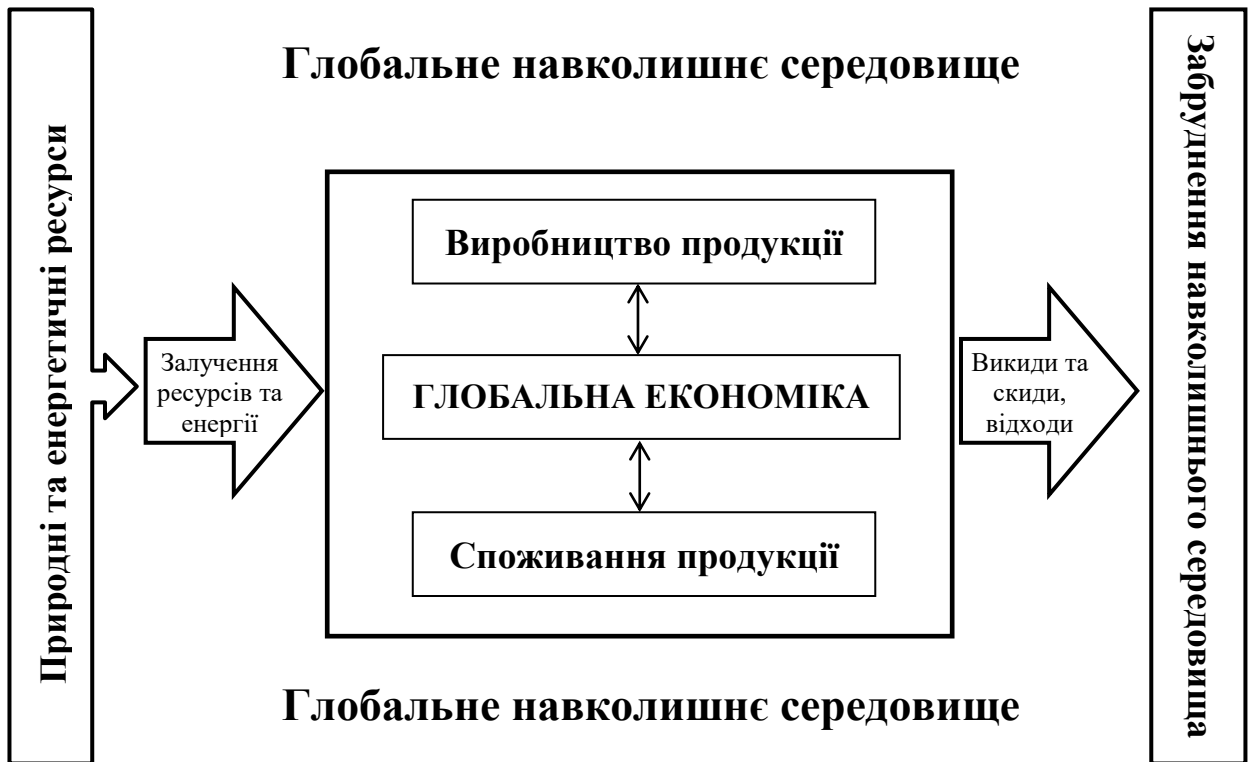 Глобальне навколишнє середовище
Природні та енергетичні ресурси
Залучення
ресурсів та
енергії
Виробництво продукції
ГЛОБАЛЬНА ЕКОНОМІКА
Споживання продукції
Викиди та
скиди,
відходи
Забруднення навколишнього середовища
Глобальне навколишнє середовище